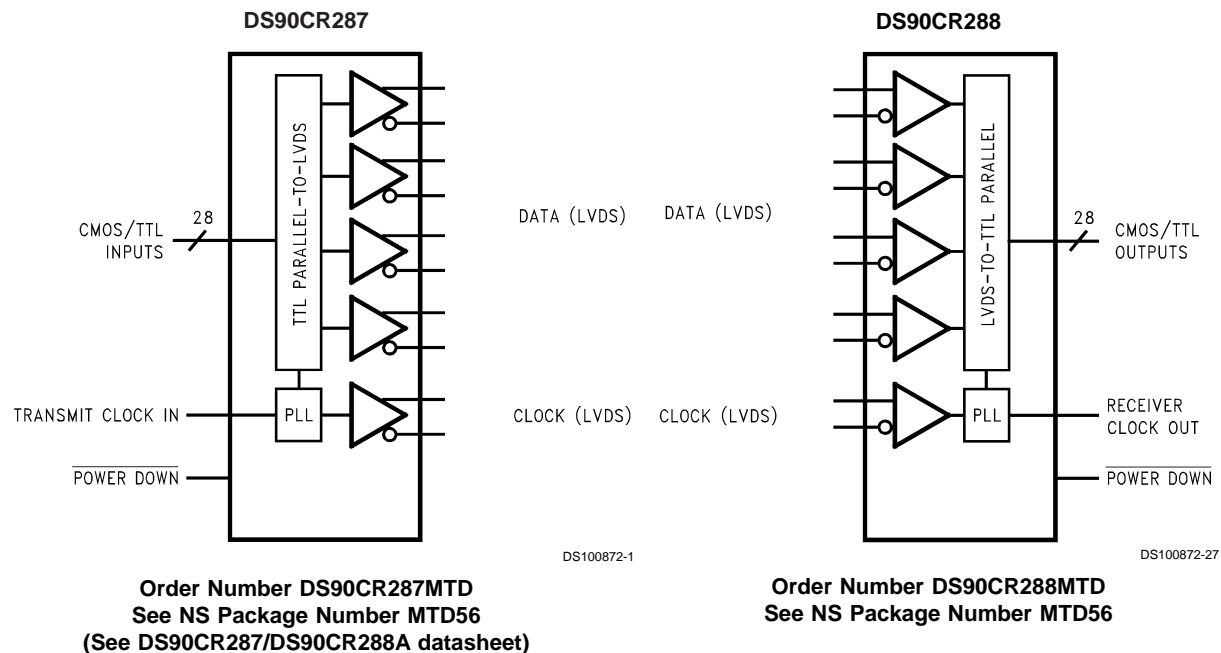 DS90CR287
TTL PARALLEL-TO-LVDS
28
CMOS/TTL
INPUTS
DATA (LVDS)
TRANSMIT CLOCK IN
PLL
CLOCK (LVDS)
POWER DOWN
DS100872-1
Order Number DS90CR287MTD
See NS Package Number MTD56
(See DS90CR287/DS90CR288A datasheet)
DS90CR288
DATA (LVDS)
LVDS-TO-TTL PARALLEL
28
CMOS/TTL
OUTPUTS
CLOCK (LVDS)
PLL
RECEIVER
CLOCK OUT
POWER DOWN
DS100872-27
Order Number DS90CR288MTD
See NS Package Number MTD56